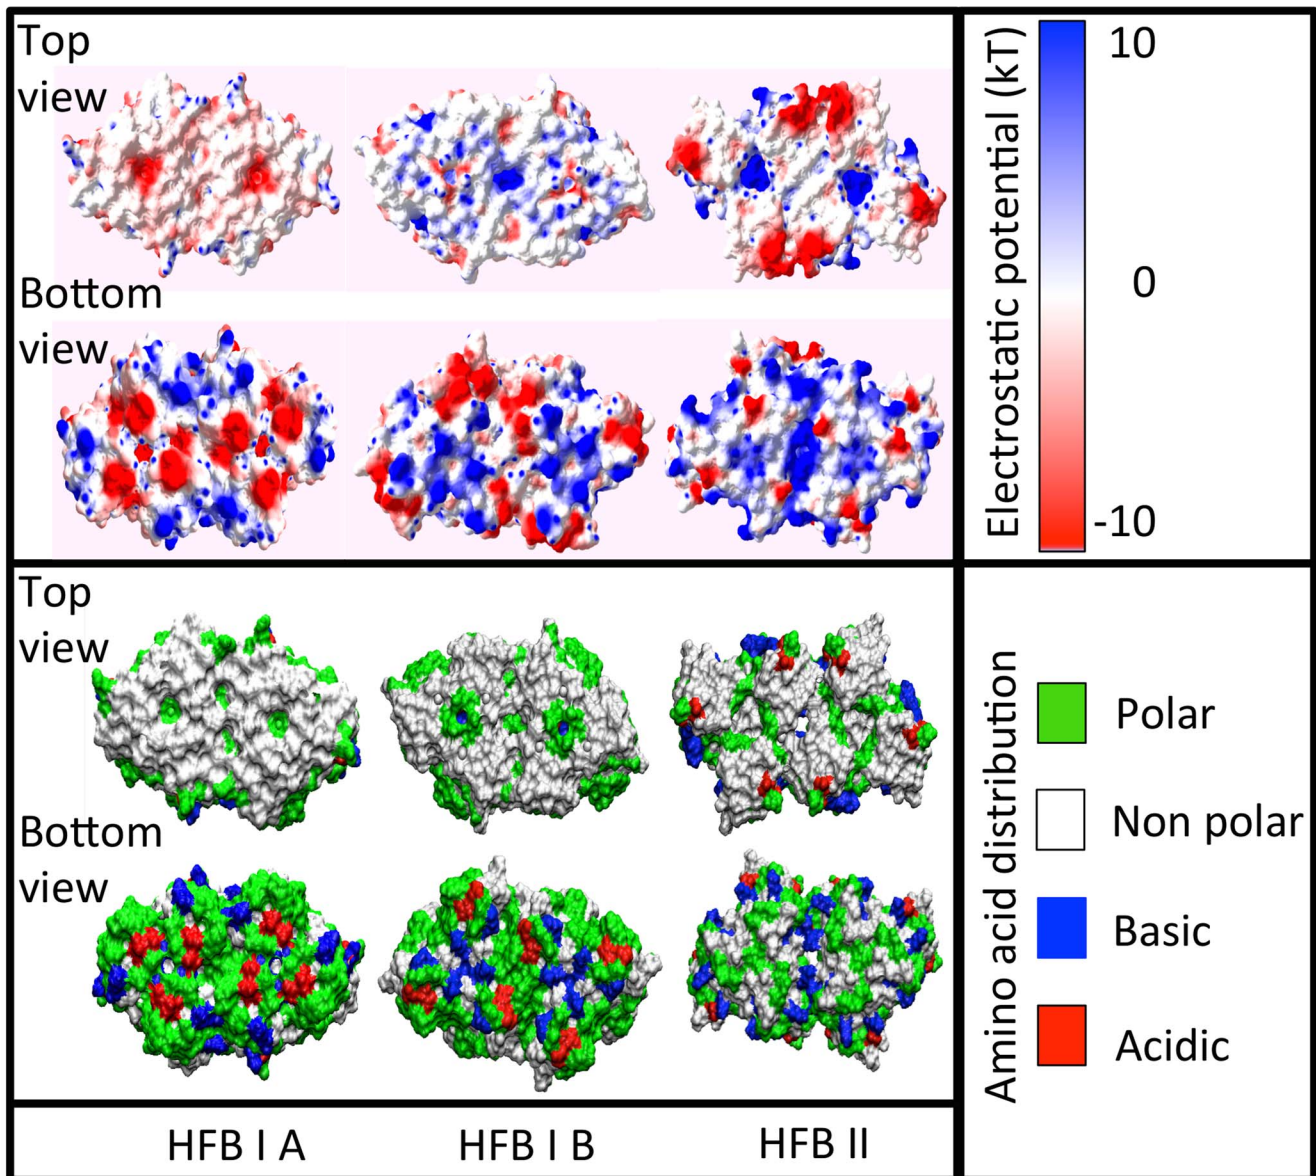 Top
view
Bottom
view
Electrostatic potential (kT)
10
0
-10
Top
view
Bottom
view
Amino acid distribution
Polar
Non polar
Basic
Acidic
HFB I A
HFB I B
HFB II